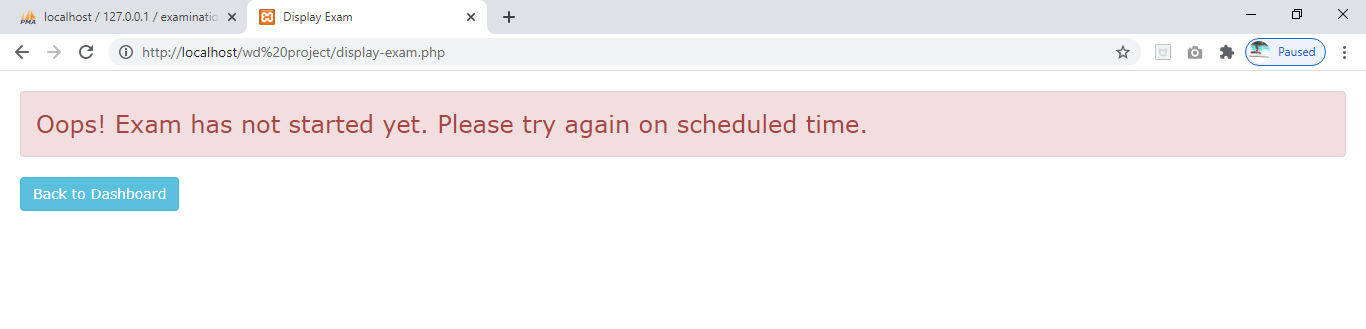 localhost / 127.0.0.1 / examinatio
Display Exam
http://localhost/wd%20project/display-exam.php
Paused
Oops! Exam has not started yet. Please try again on scheduled time.
Back to Dashboard